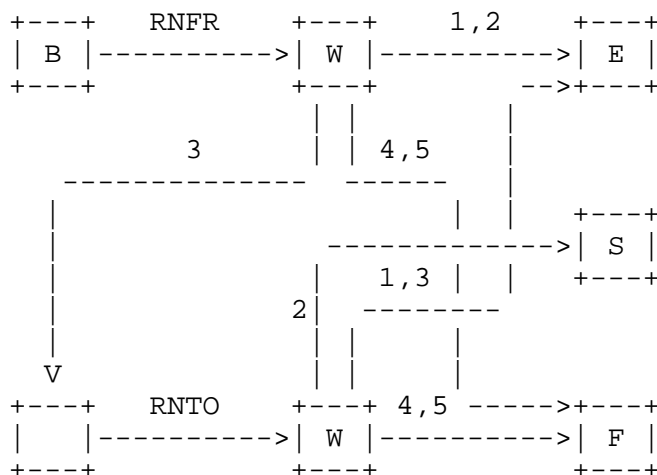 +---+   RNFR    +---+    1,2    +---+
| B |---------->| W |---------->| E |
+---+           +---+        -->+---+
                 | |        |
          3      | | 4,5    |
   --------------  ------   |
  |                      |  |   +---+
  |               ------------->| S |
  |              |   1,3 |  |   +---+
  |             2|  --------
  |              | |     |
  V              | |     |
+---+   RNTO    +---+ 4,5 ----->+---+
|   |---------->| W |---------->| F |
+---+           +---+           +---+